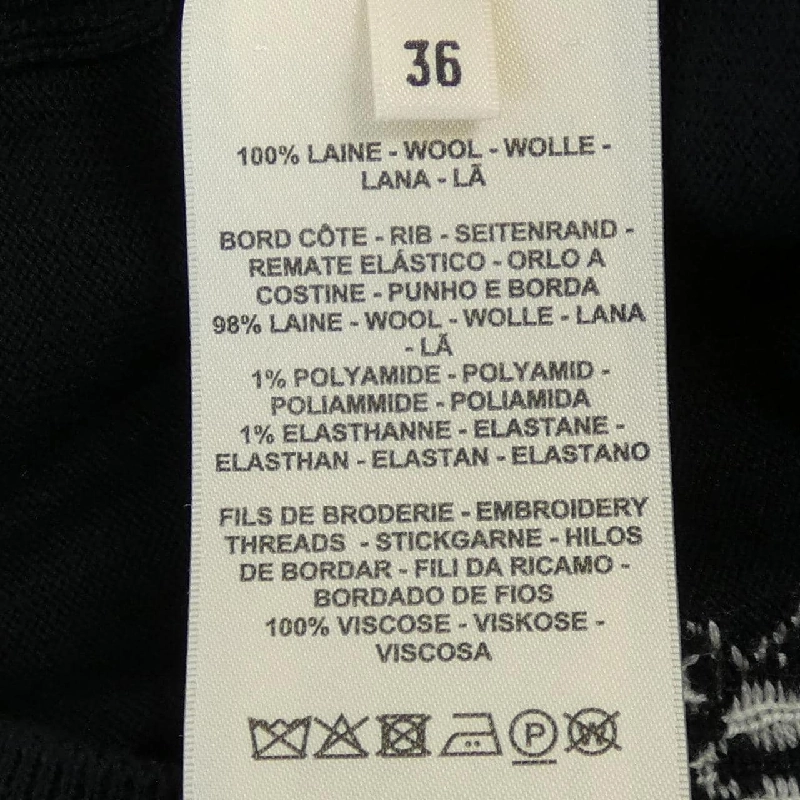 36
100% LAINE - WOOL - WOLLE -
LANA - LÃ
BORD CÔTE - RIB - SEITENRAND -
REMATE ELÁSTICO - ORLO A
COSTINE - PUNHO E BORDA
98% LAINE - WOOL - WOLLE - LANA
- LÃ
1% POLYAMIDE - POLYAMID -
POLIAMMIDE - POLIAMIDA
1% ELASTHANNE - ELASTANE -
ELASTHAN - ELASTAN - ELASTANO
FILS DE BRODERIE - EMBROIDERY
THREADS - STICKGARNE - HILOS
DE BORDAR - FILI DA RICAMO -
BORDADO DE FIOS
100% VISCOSE - VISKOSE -
VISCOSA
P W